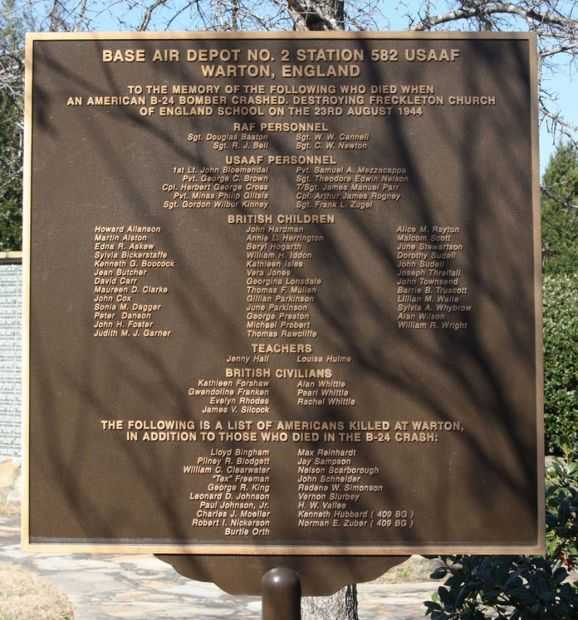 BASE AIR DEPOT NO. 2 STATION 582 USAAF
WARTON, ENGLAND
TO THE MEMORY OF THE FOLLOWING WHO DIED WHEN
AN AMERICAN B-24 BOMBER CRASHED. DESTROYING FRECKLETON CHURCH
OF ENGLAND SCHOOL ON THE 23RD AUGUST 1944
RAF PERSONNEL
Sgt. Douglas Batson Sgt. W. W. Cannell
Sgt. R. J. Bell Sgt. C. W. Newton
USAAF PERSONNEL
1st Lt. John Bloemendal Pvt. Samuel A. Mezzacappa
Pvt. George C. Brown Sgt. Theodore Edwin Nelson
Cpl. Herbert George Cross T/Sgt. James Manuel Parr
Pvt. Minas Philip Glitsis Cpl. Arthur James Rogney
Sgt. Gordon Wilbur Kinney Sgt. Frank L. Zugel
BRITISH CHILDREN
Howard Allanson John Hardman Alice M. Rayton
Martin Alston Annie L. Herrington Malcom Scott
Edna R. Askew Beryl Hogarth June Stewartson
Sylvia Bickerstaffe William H. Iddon Dorothy Sudell
Kenneth G. Boocock Kathleen Isles John Sudell
Jean Butcher Vera Jones Joseph Threlfall
David Carr Georgina Lonsdale John Townsend
Maureen D. Clarke Thomas F. Mullan Barrie B. Truscott
John Cox Gillian Parkinson Lillian M. Waite
Sonia M. Dagger June Parkinson Sylvia A. Whybrow
Peter Danson George Preston Alan Wilson
John H. Foster Michael Probert William R. Wright
Judith M. J. Garner Thomas Rawcliffe
TEACHERS
Jenny Hall Louisa Hulme
BRITISH CIVILIANS
Kathleen Forshaw Alan Whittle
Gwendoline Franken Pearl Whittle
Evelyn Rhodes Rachel Whittle
James V. Silcock
THE FOLLOWING IS A LIST OF AMERICANS KILLED AT WARTON,
IN ADDITION TO THOSE WHO DIED IN THE B-24 CRASH:
Lloyd Bingham Max Reinhardt
Pliney R. Blodgett Jay Sampson
William C. Clearwater Nelson Scarborough
"Tex" Freeman John Schneider
George R. King Redene W. Simonson
Leonard D. Johnson Vernon Slurbey
Paul Johnson, Jr. H. W. Vallee
Charles J. Moeller Kenneth Hubbard ( 409 BG )
Robert I. Nickerson Norman E. Zuber ( 409 BG )
Burtie Orth